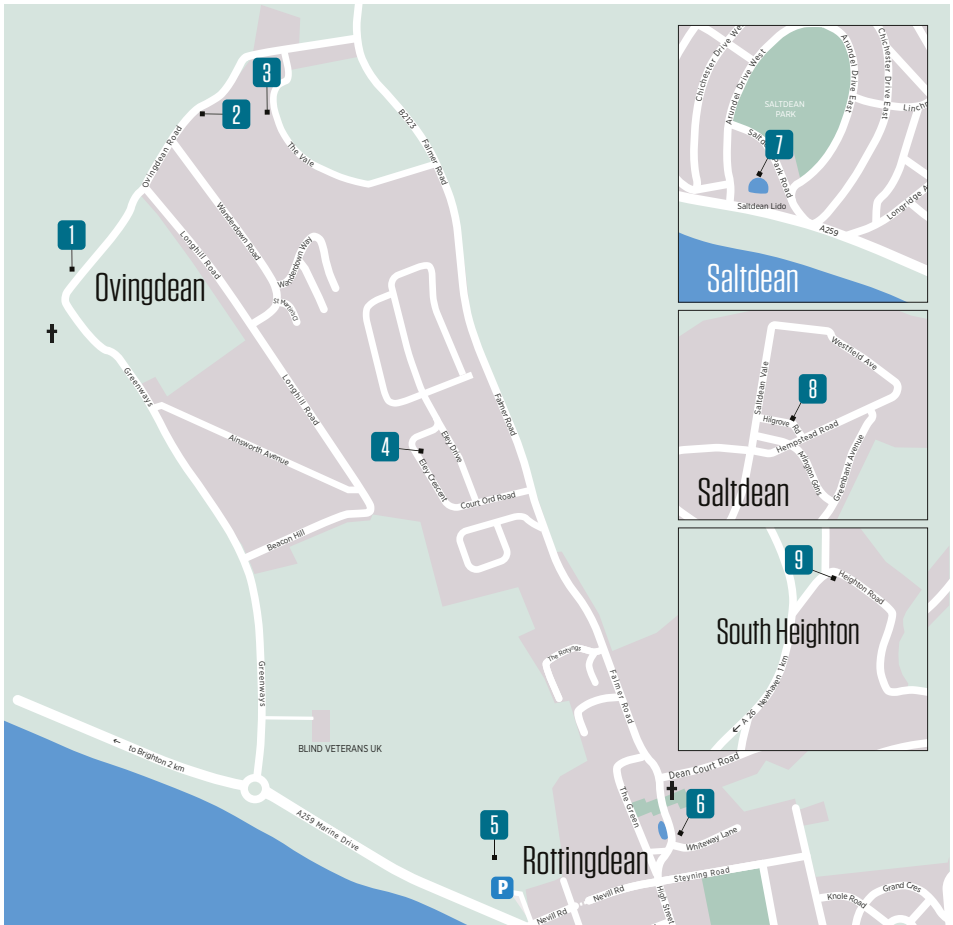 3
2
Ovingdean Road
The Vale
B2123
Falmer Road
Wanderdown Road
Longhill Road
Wanderdown Way
1
Ovingdean
Greenways
Longhill Road
Ainsworth Avenue
4
Eley Drive
Eley Crescent
Falmer Road
Court Ord Road
Beacon Hill
Greenways
BLIND VETERANS UK
← to Brighton 2 km
A259 Marine Drive
The Rotyngs
Falmer Road
Dean Court Road
The Green
6
Whiteway Lane
5
Rottingdean
P
Steyning Road
Nevill Rd
Nevill Rd
High Street
Knole Road
Grand Cres
Chichester Drive We
Arundel Drive West
Arundel Drive East
Chichester Drive East
SALTDEAN
PARK
Linch
7
Park Road
Saltdean Lido
Longridge A
A259
Saltdean
Saltdean Vale
Westfield Ave
8
Hilgrove Rd
Hempstead Road
Arlington Gdns
Greenbank Avenue
Saltdean
9
Heighton Road
South Heighton
← A 26 Newhaven 1 km